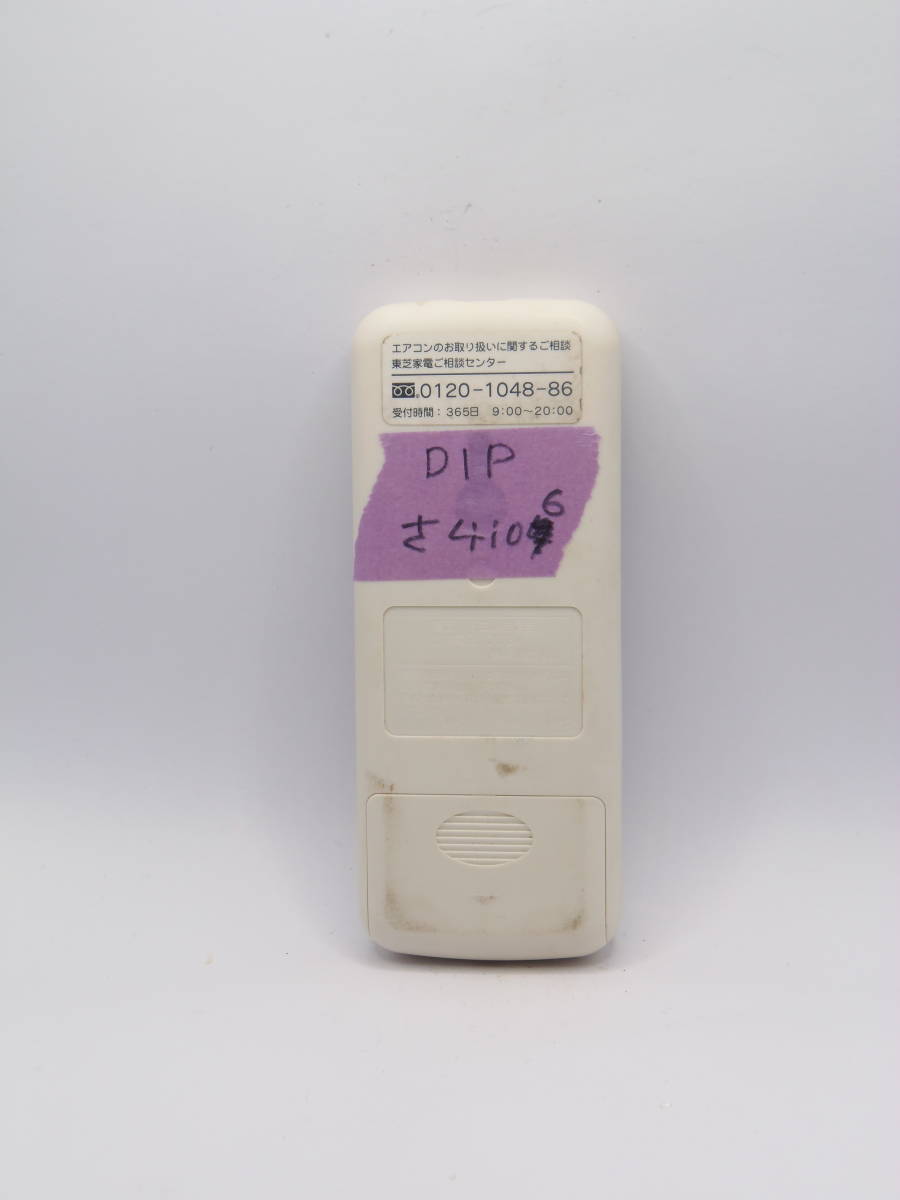 エアコンのお取り扱いに関するご相談
東芝家電ご相談センター
0120-1048-86
受付時間：365日 9:00〜20:00
DIP
さ4106